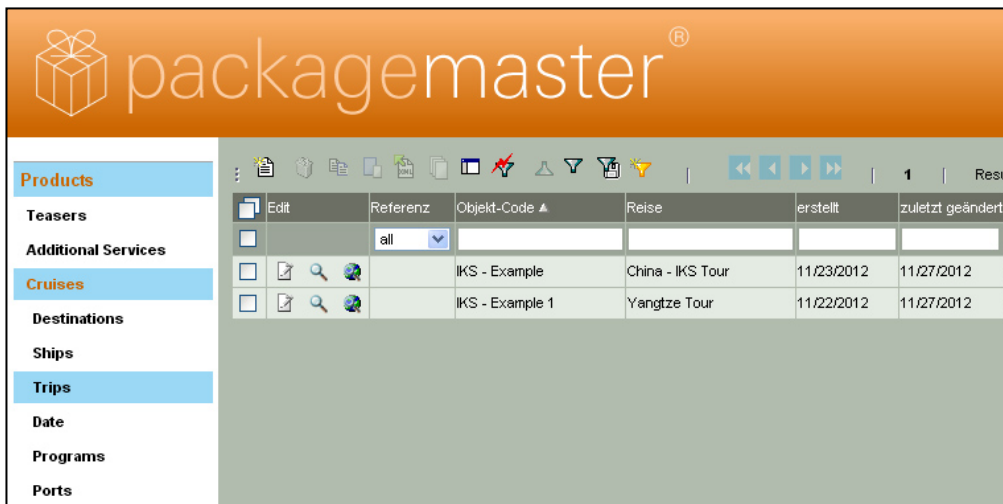 packagemaster®
Products
Teasers
Additional Services
Cruises
Destinations
Ships
Trips
Date
Programs
Ports
1 Resu
Edit Referenz Objekt-Code Reise erstellt zuletzt geändert
all
IKS - Example China - IKS Tour 11/23/2012 11/27/2012
IKS - Example 1 Yangtze Tour 11/22/2012 11/27/2012